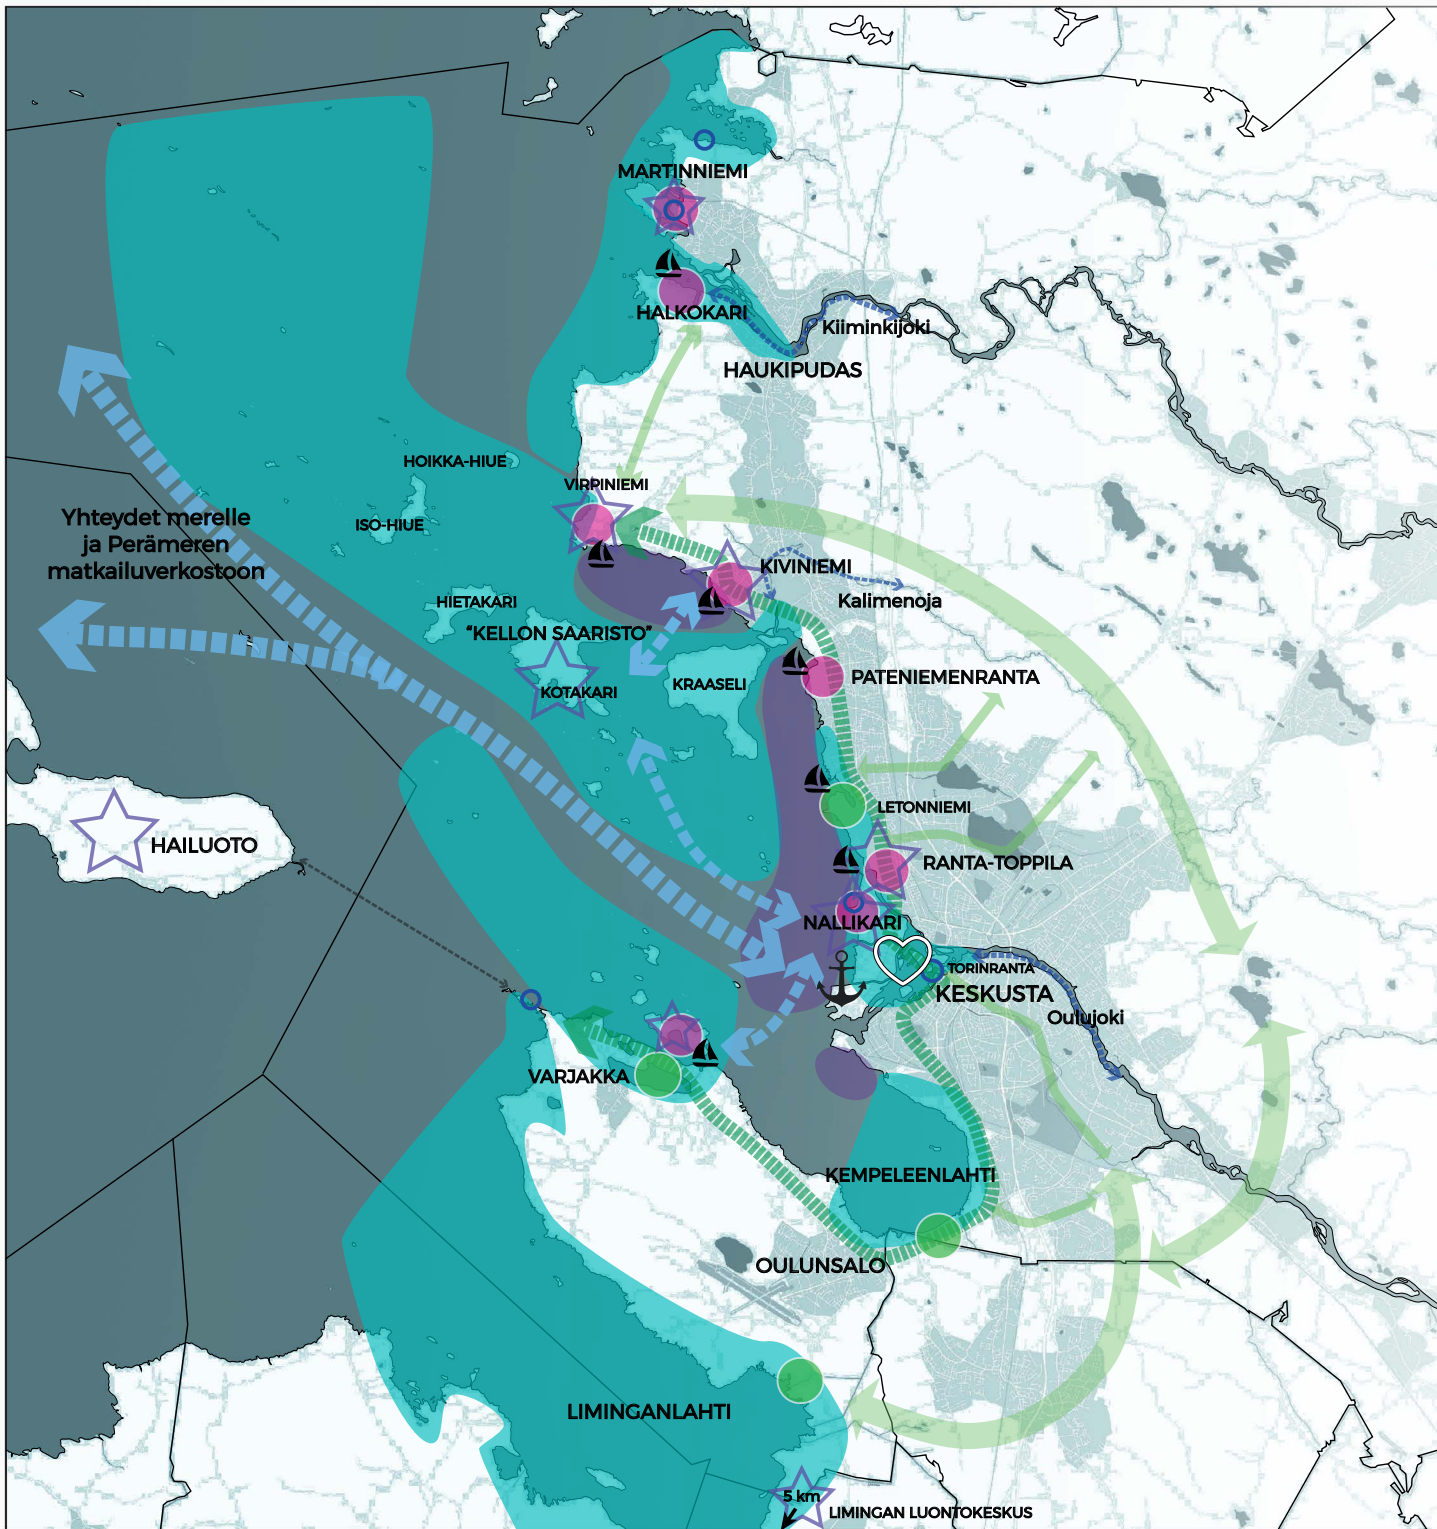 MARTINNIEMI
HALKOKARI
Kiiminkijoki
HAUKIPUDAS
HOIKKA-HIUE
VIRPINIEMI
ISO-HIUE
Yhteydet merelle
ja Perämeren
matkailuverkostoon
KIVINIEMI
Kalimenoja
HIETAKARI
"KELLON SAARISTO"
KOTAKARI
KRAASELI
PATENIEMENRANTA
LETONNIEMI
HAILUOTO
RANTA-TOPPILA
NALLIKARI
TORINRANTA
KESKUSTA
Oulujoki
VARJAKKA
KEMPELEENLAHTI
OULUNSALO
LIMINGANLAHTI
5 km
LIMINGAN LUONTOKESKUS